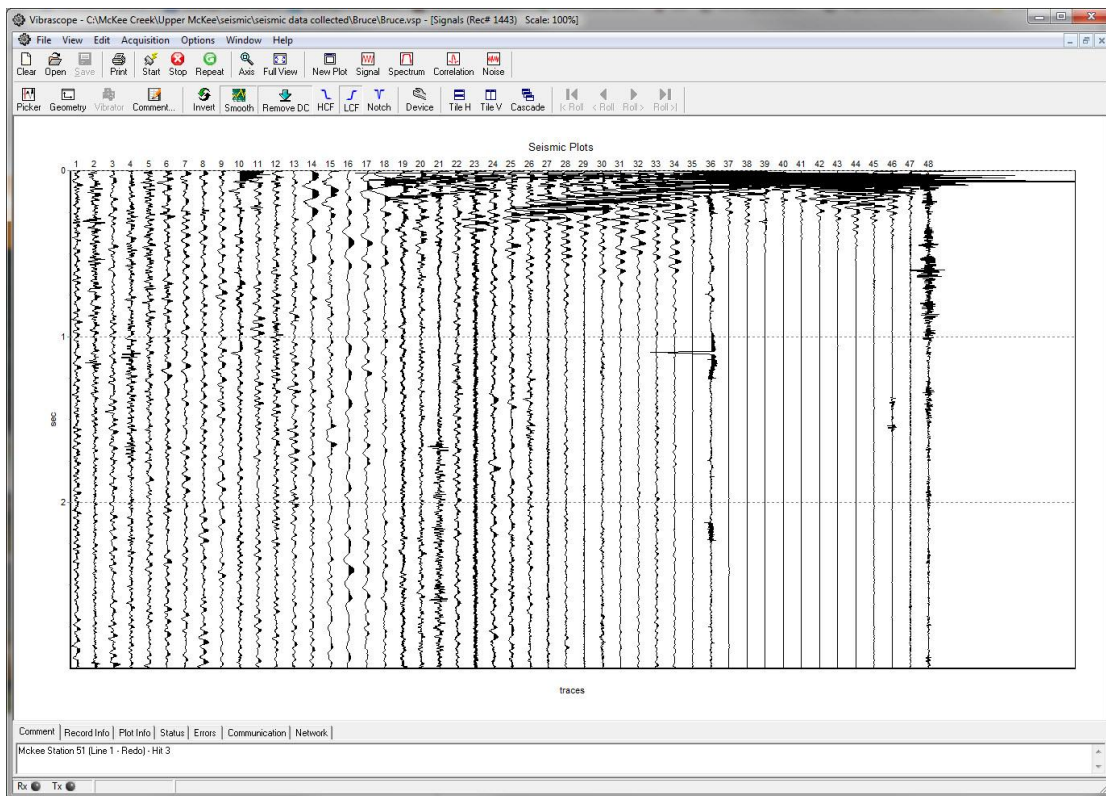 Vibrascope - C:\McKee Creek\Upper McKee\seismic\seismic data collected\Bruce\Bruce.vsp - [Signals (Rec# 1443) Scale: 100%]
File View Edit Acquisition Options Window Help
Clear Open Save Print Start Stop Repeat Axis Full View New Plot Signal Spectrum Correlation Noise
Picker Geometry Vibrator Comment... Invert Smooth Remove DC HCF LCF Notch Device Tile H Tile V Cascade |< Roll < Roll Roll > Roll >|
Seismic Plots
1 2 3 4 5 6 7 8 9 10 11 12 13 14 15 16 17 18 19 20 21 22 23 24 25 26 27 28 29 30 31 32 33 34 35 36 37 38 39 40 41 42 43 44 45 46 47 48
0
1
sec
2
traces
Comment Record Info Plot Info Status Errors Communication Network
Mckee Station 51 (Line 1 - Redo) - Hit 3
Rx Tx